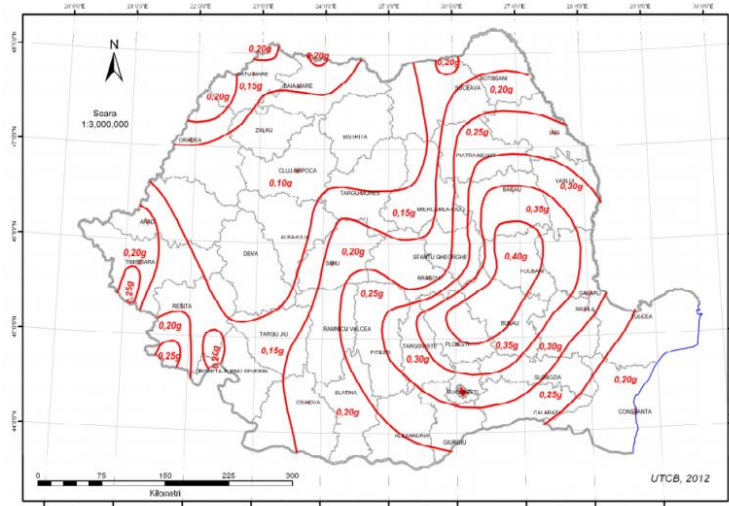 N
Scara
1:3,000,000
0,20g
0,20g
0,20g
SATU MARE
0,15g
BAIA MARE
BOTOSANI
SUCEAVA
0,20g
0,20g
ORADEA
ZALAU
0,25g
IASI
BISTRITA
PIATRA NEAMT
CLUJ-NAPOCA
0,10g
TARGU-MURES
BACAU
VASLUI
0,30g
0,35g
0,15g
MIERCUREA CIUC
ARAD
ALBA-IULIA
0,20g
TIMISOARA
DEVA
0,20g
SIBIU
SFANTU GHEORGHE
0,40g
FOCSANI
BRASOV
0,25g
0,25g
GALATI
RESITA
BRAILA
TULCEA
0,20g
TARGU JIU
RAMNICU VALCEA
BUZAU
0,15g
0,20g
0,25g
PITESTI
TARGOVISTE
PLOIESTI
0,35g
0,30g
0,30g
SLOBOZIA
0,20g
0,25g
CRAIOVA
SLATINA
0,20g
CALARASI
CONSTANTA
ALEXANDRIA
GIURGIU
0 75 150 225 300
Kilometri
UTCB, 2012